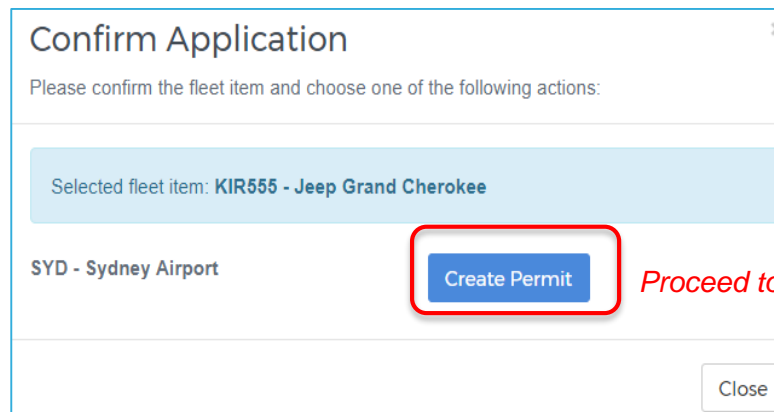 Confirm Application
Please confirm the fleet item and choose one of the following actions:
Selected fleet item: KIR555 - Jeep Grand Cherokee
SYD - Sydney Airport
Create Permit
Proceed to
Close